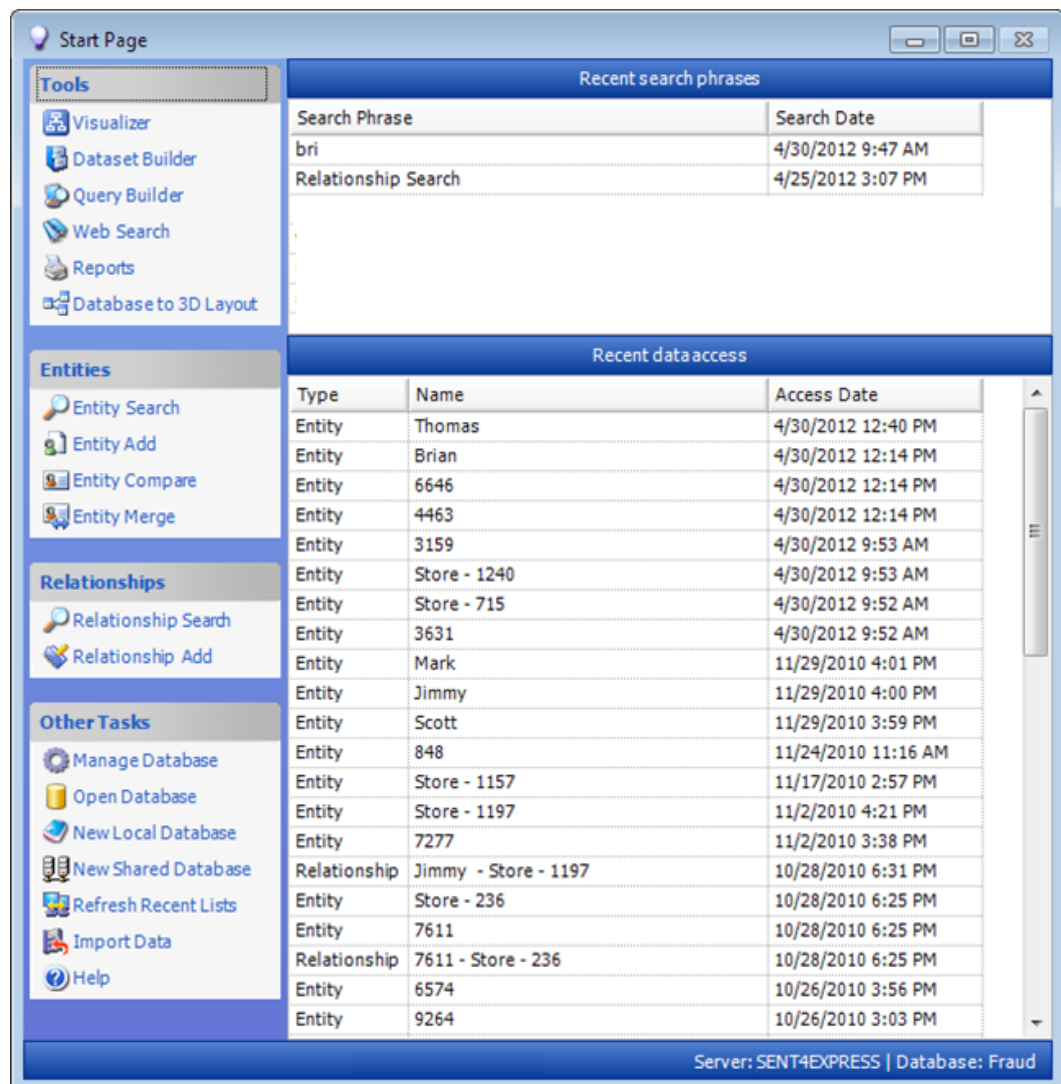 Start Page
Tools
Visualizer
Dataset Builder
Query Builder
Web Search
Reports
Database to 3D Layout
Entities
Entity Search
Entity Add
Entity Compare
Entity Merge
Relationships
Relationship Search
Relationship Add
Other Tasks
Manage Database
Open Database
New Local Database
New Shared Database
Refresh Recent Lists
Import Data
Help
Recent search phrases
Search Phrase Search Date
bri 4/30/2012 9:47 AM
Relationship Search 4/25/2012 3:07 PM
Recent data access
Type Name Access Date
Entity Thomas 4/30/2012 12:40 PM
Entity Brian 4/30/2012 12:14 PM
Entity 6646 4/30/2012 12:14 PM
Entity 4463 4/30/2012 12:14 PM
Entity 3159 4/30/2012 9:53 AM
Entity Store - 1240 4/30/2012 9:53 AM
Entity Store - 715 4/30/2012 9:52 AM
Entity 3631 4/30/2012 9:52 AM
Entity Mark 11/29/2010 4:01 PM
Entity Jimmy 11/29/2010 4:00 PM
Entity Scott 11/29/2010 3:59 PM
Entity 848 11/24/2010 11:16 AM
Entity Store - 1157 11/17/2010 2:57 PM
Entity Store - 1197 11/2/2010 4:21 PM
Entity 7277 11/2/2010 3:38 PM
Relationship Jimmy - Store - 1197 10/28/2010 6:31 PM
Entity Store - 236 10/28/2010 6:25 PM
Entity 7611 10/28/2010 6:25 PM
Relationship 7611 - Store - 236 10/28/2010 6:25 PM
Entity 6574 10/26/2010 3:56 PM
Entity 9264 10/26/2010 3:03 PM
Server: SENT4EXPRESS | Database: Fraud